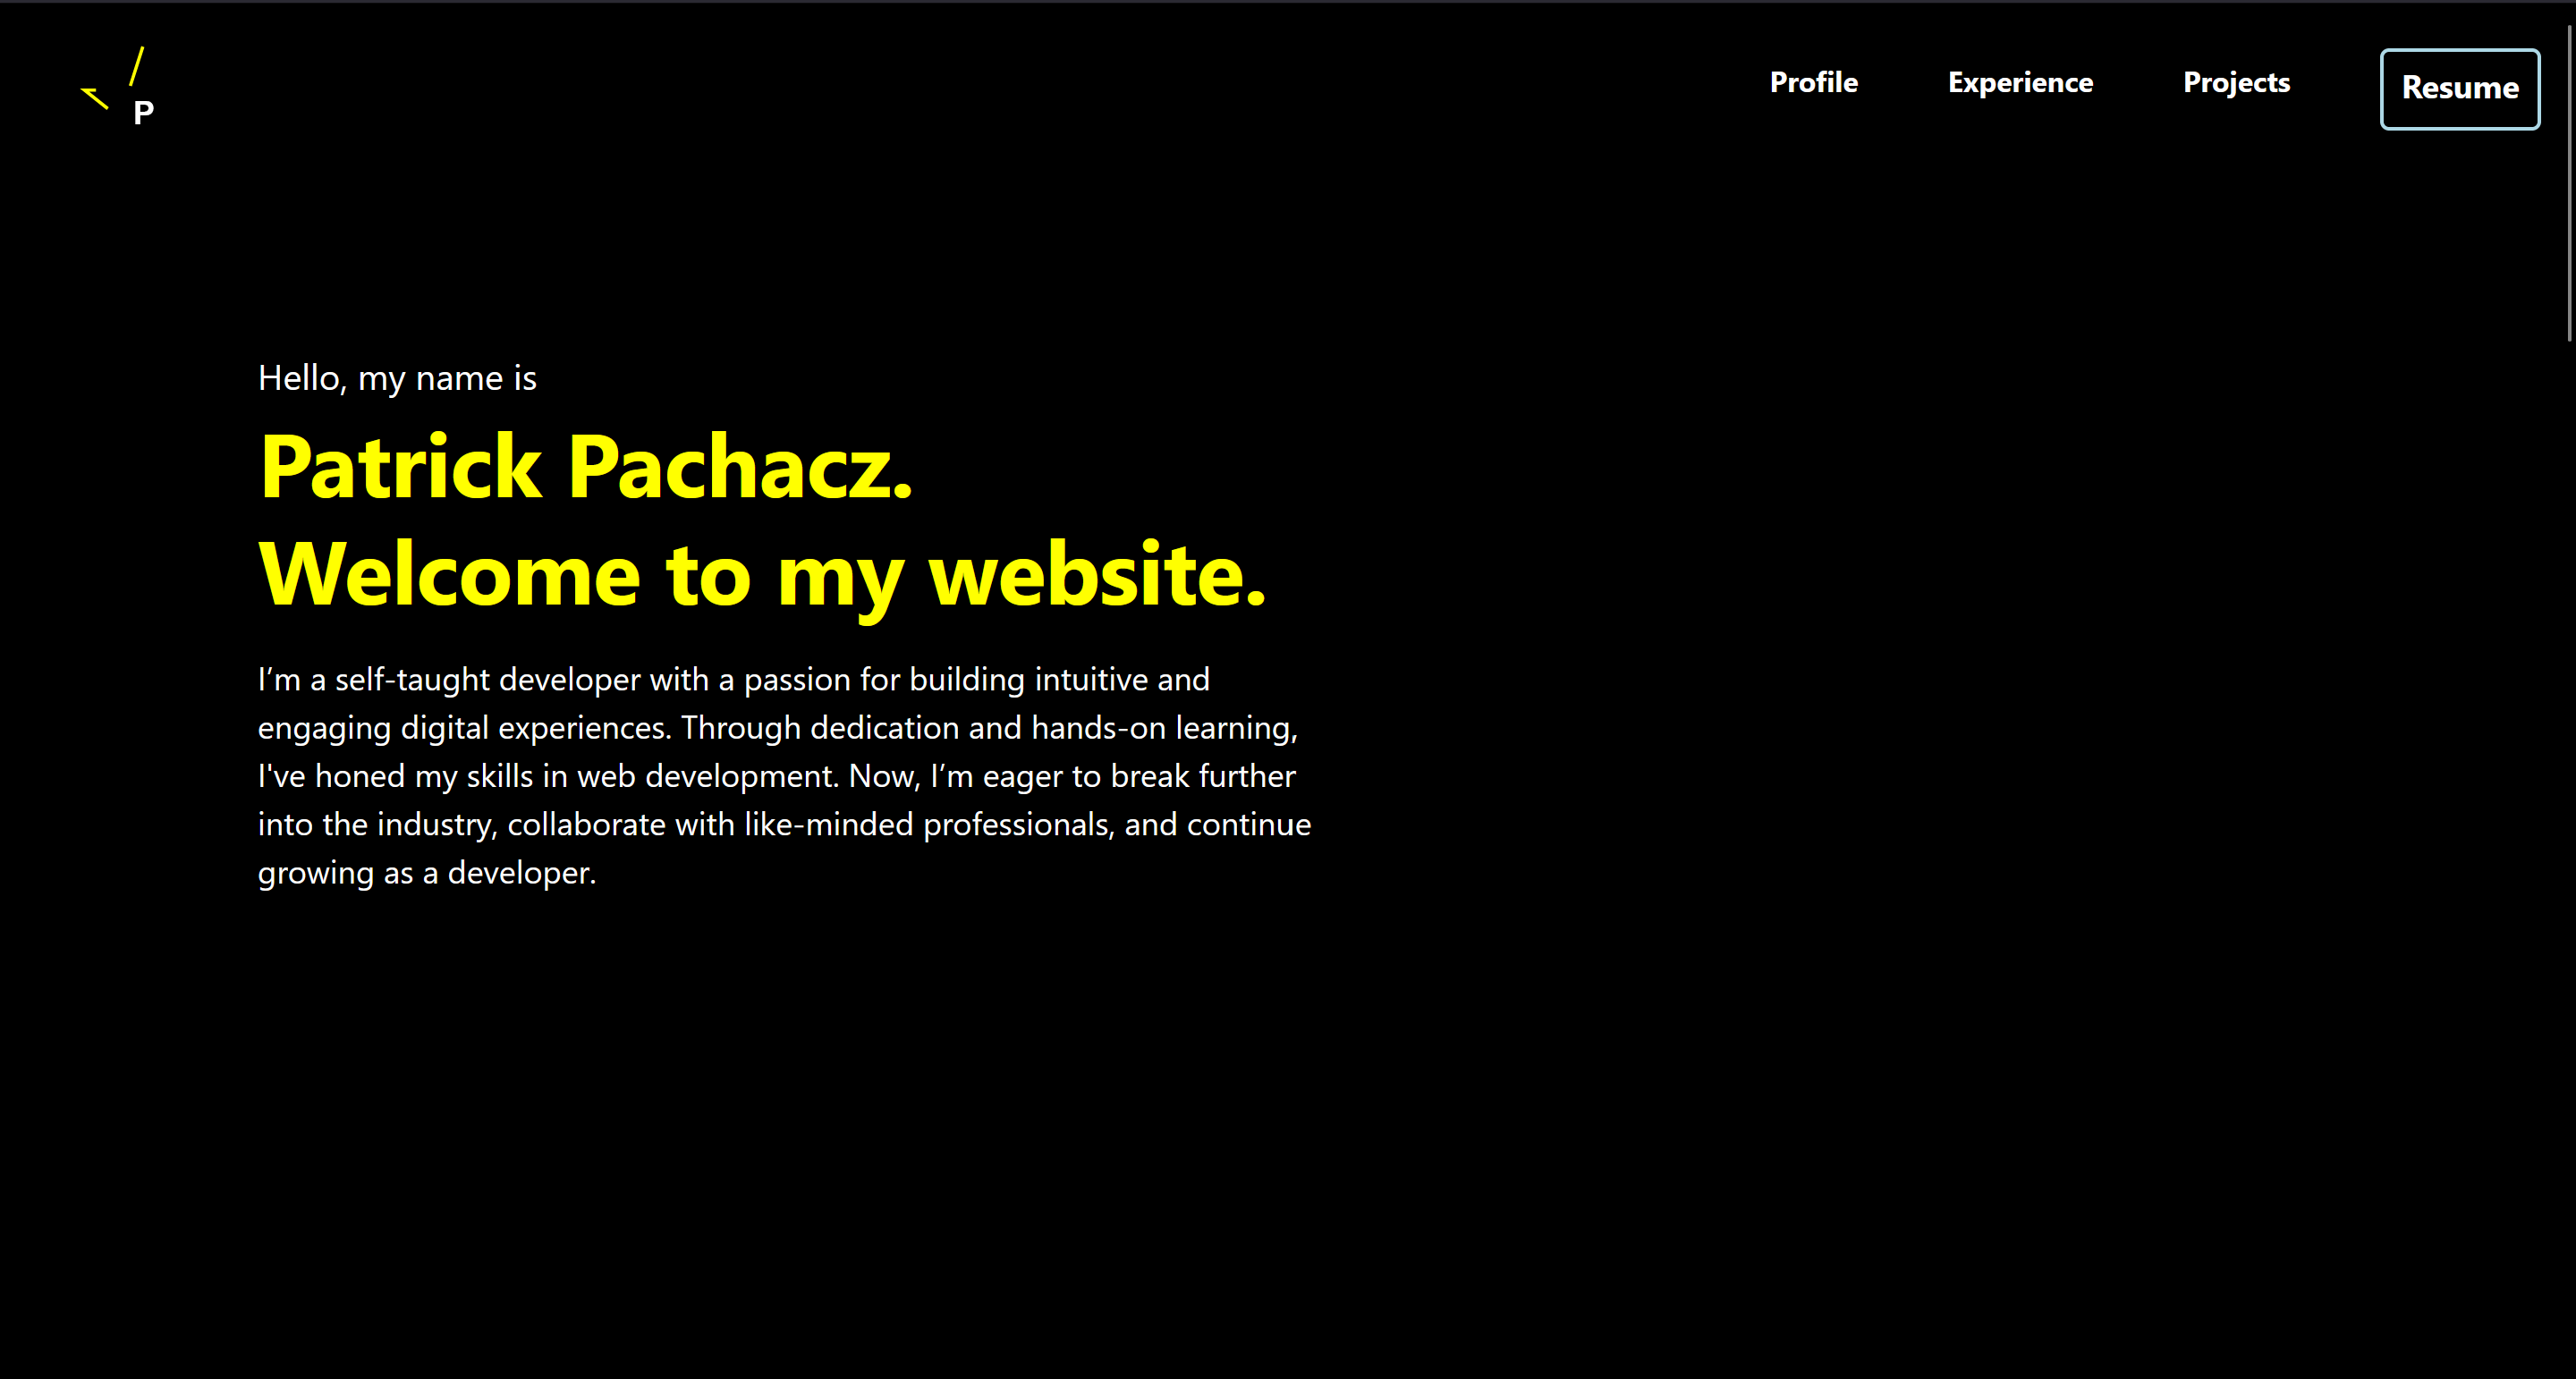 P
Profile
Experience
Projects
Resume
Hello, my name is
Patrick Pachacz.
Welcome to my website.
I’m a self-taught developer with a passion for building intuitive and
engaging digital experiences. Through dedication and hands-on learning,
I've honed my skills in web development. Now, I’m eager to break further
into the industry, collaborate with like-minded professionals, and continue
growing as a developer.